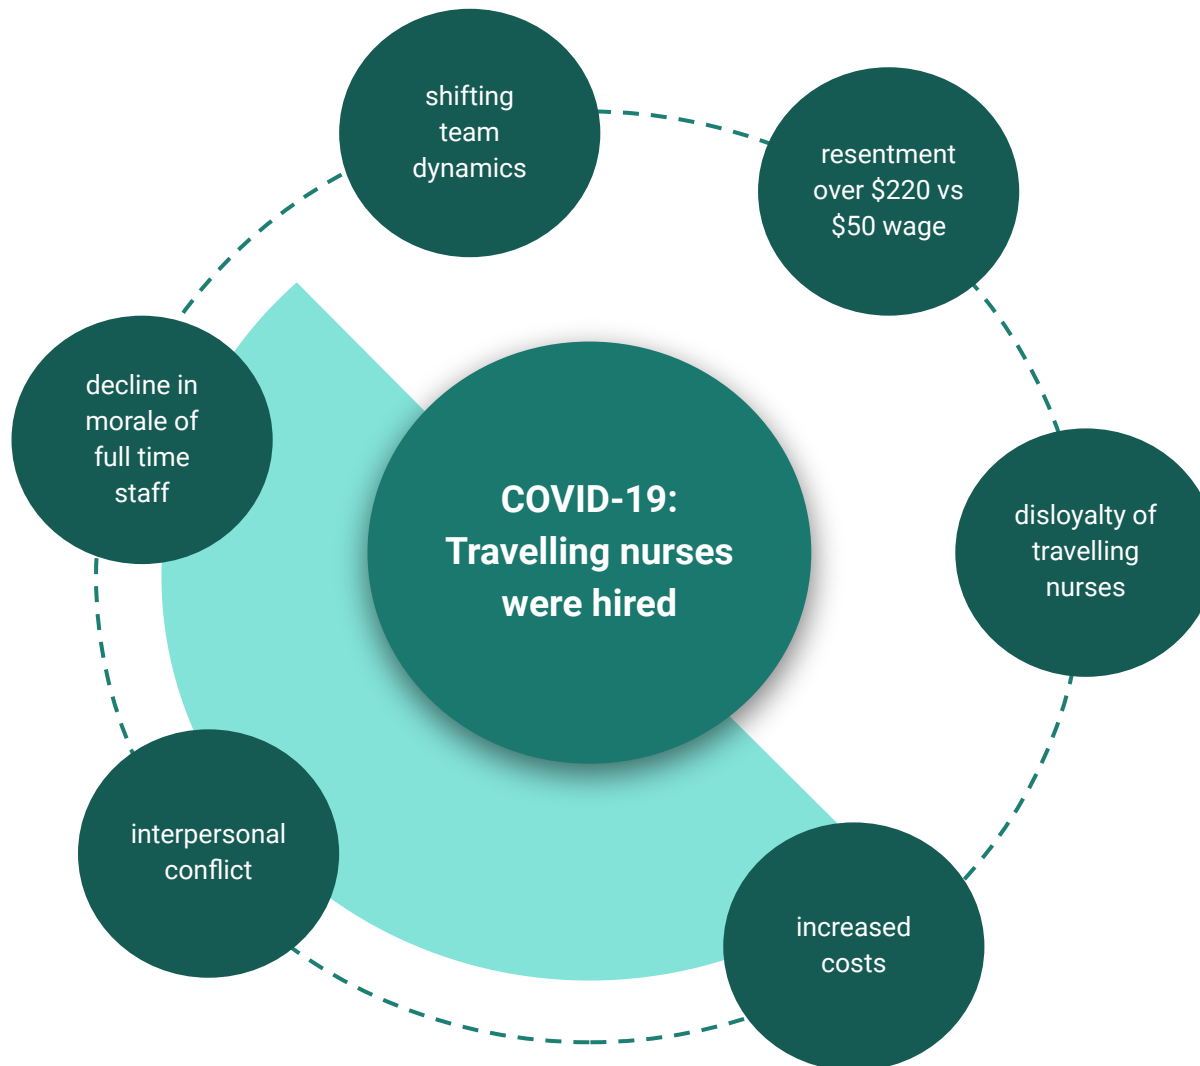 shifting
team
dynamics
resentment
over $220 vs
$50 wage
decline in
morale of
full time
staff
COVID-19:
Travelling nurses
were hired
disloyalty of
travelling
nurses
interpersonal
conflict
increased
costs